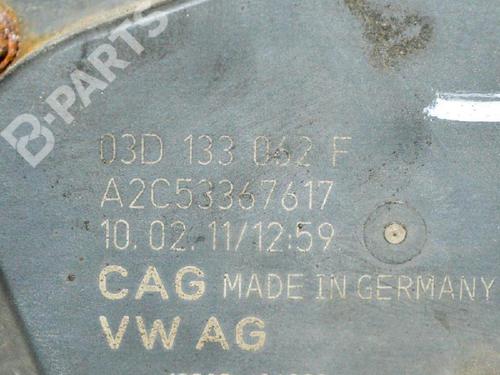 B-PARTS
03D 133 062 F
A2C53367617
10.02.11/12:59
CAG MADE IN GERMANY
VW AG